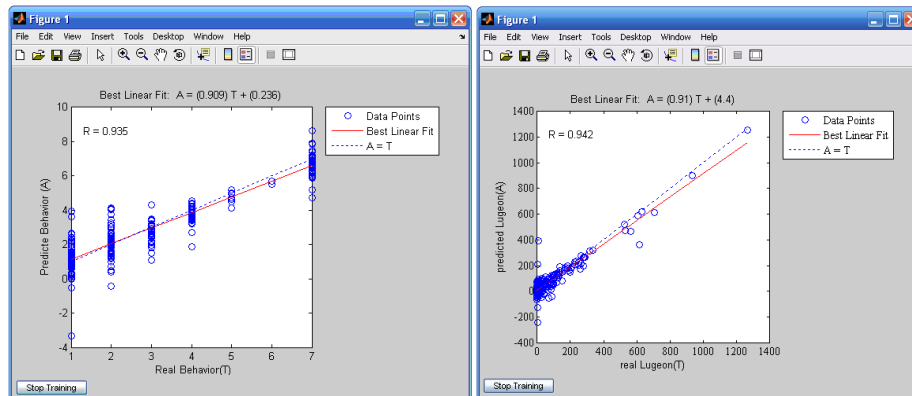 Figure 1
File Edit View Insert Tools Desktop Window Help
Best Linear Fit: A = (0.909) T + (0.236)
10
8
6
4
2
0
-2
-4
Predicte Behavior (A)
R = 0.935
Data Points
Best Linear Fit
A = T
1 2 3 4 5 6 7
Real Behavior(T)
Stop Training
Figure 1
File Edit View Insert Tools Desktop Window Help
Best Linear Fit: A = (0.91) T + (4.4)
1400
1200
1000
800
600
400
200
0
-200
-400
predicted Lugeon(A)
R = 0.942
Data Points
Best Linear Fit
A = T
0 200 400 600 800 1000 1200 1400
real Lugeon(T)
Stop Training